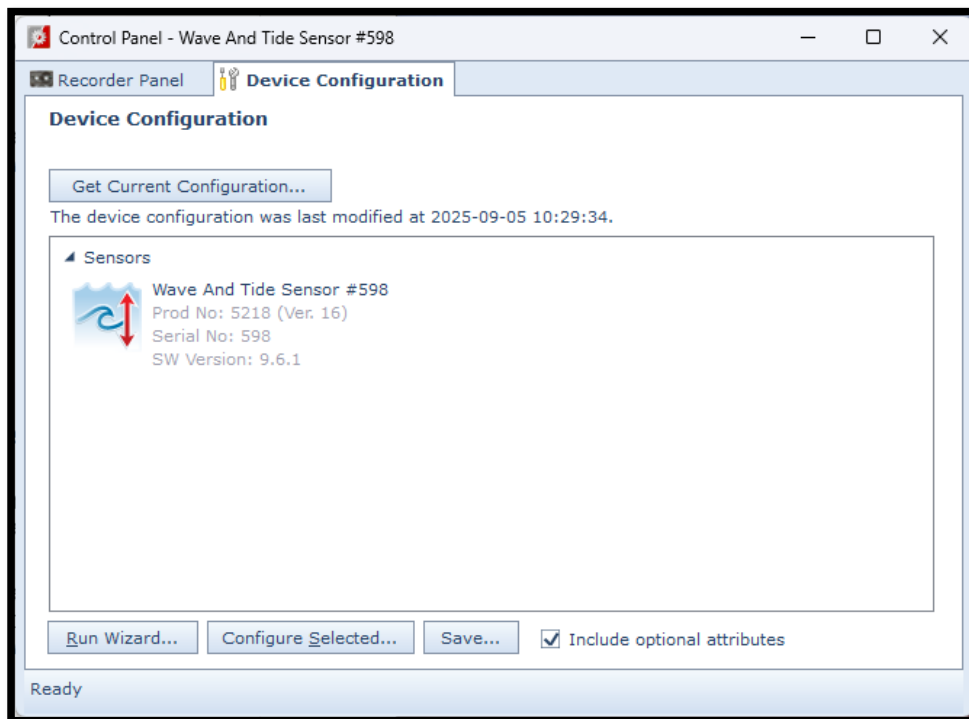 Control Panel - Wave And Tide Sensor #598
Recorder Panel
Device Configuration
Device Configuration
Get Current Configuration...
The device configuration was last modified at 2025-09-05 10:29:34.
Sensors
Wave And Tide Sensor #598
Prod No: 5218 (Ver. 16)
Serial No: 598
SW Version: 9.6.1
Run Wizard...
Configure Selected...
Save...
Include optional attributes
Ready